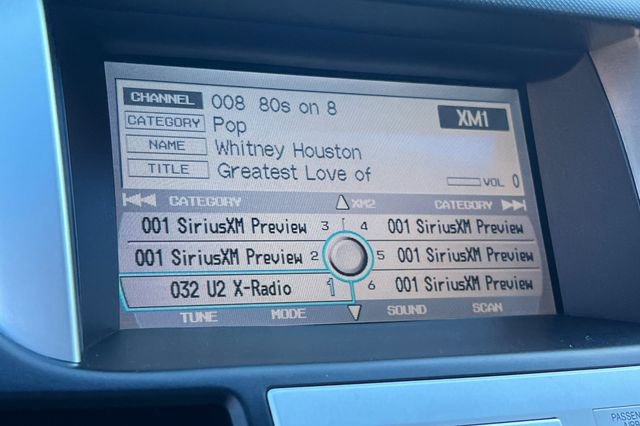 CHANNEL 008 80s on 8 XM1
CATEGORY Pop
NAME Whitney Houston
TITLE Greatest Love of VOL 0
CATEGORY XM2 CATEGORY
001 SiriusXM Preview 3 4 001 SiriusXM Preview
001 SiriusXM Preview 2 5 001 SiriusXM Preview
032 U2 X-Radio 1 6 001 SiriusXM Preview
TUNE MODE SOUND SCAN
PASSEN